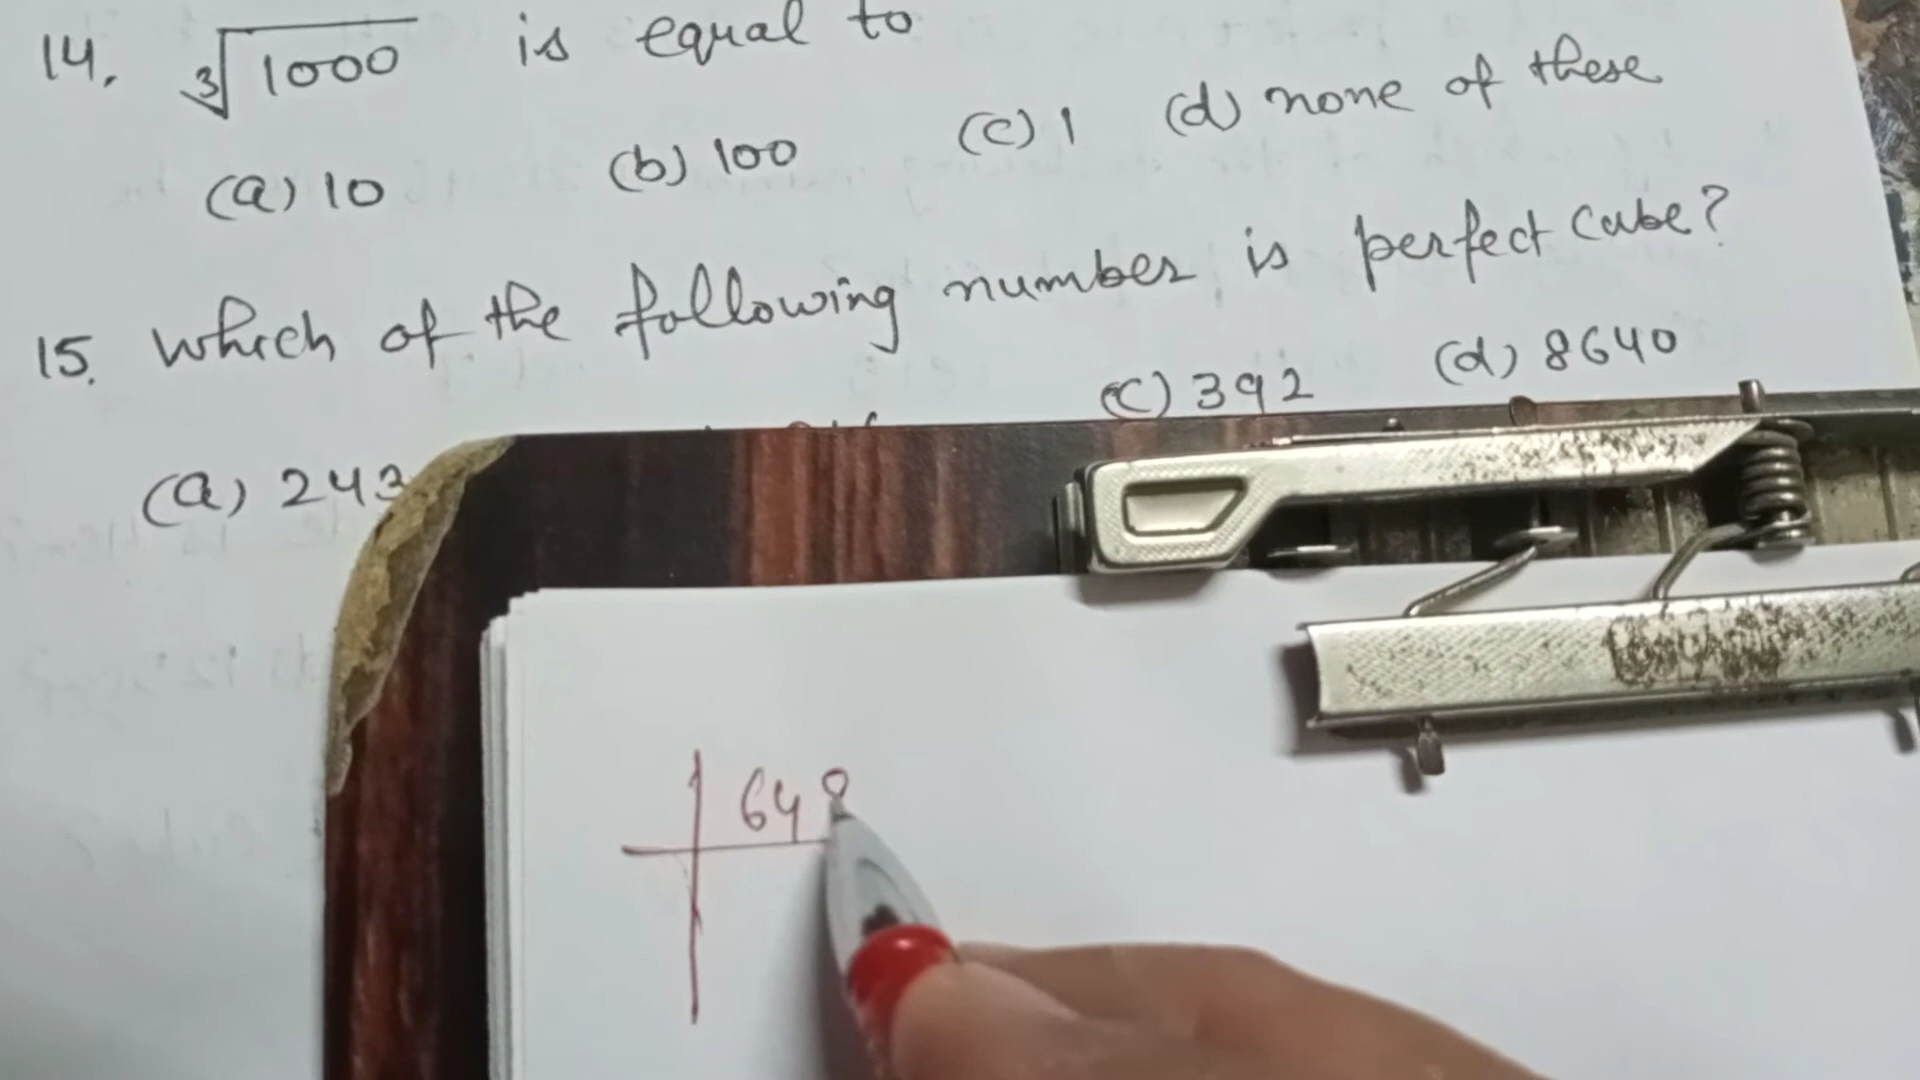 14. ∛1000 is equal to
(a) 10 (b) 100 (c) 1 (d) none of these
15. Which of the following number is perfect cube?
(a) 243 (c) 392 (d) 8640
648